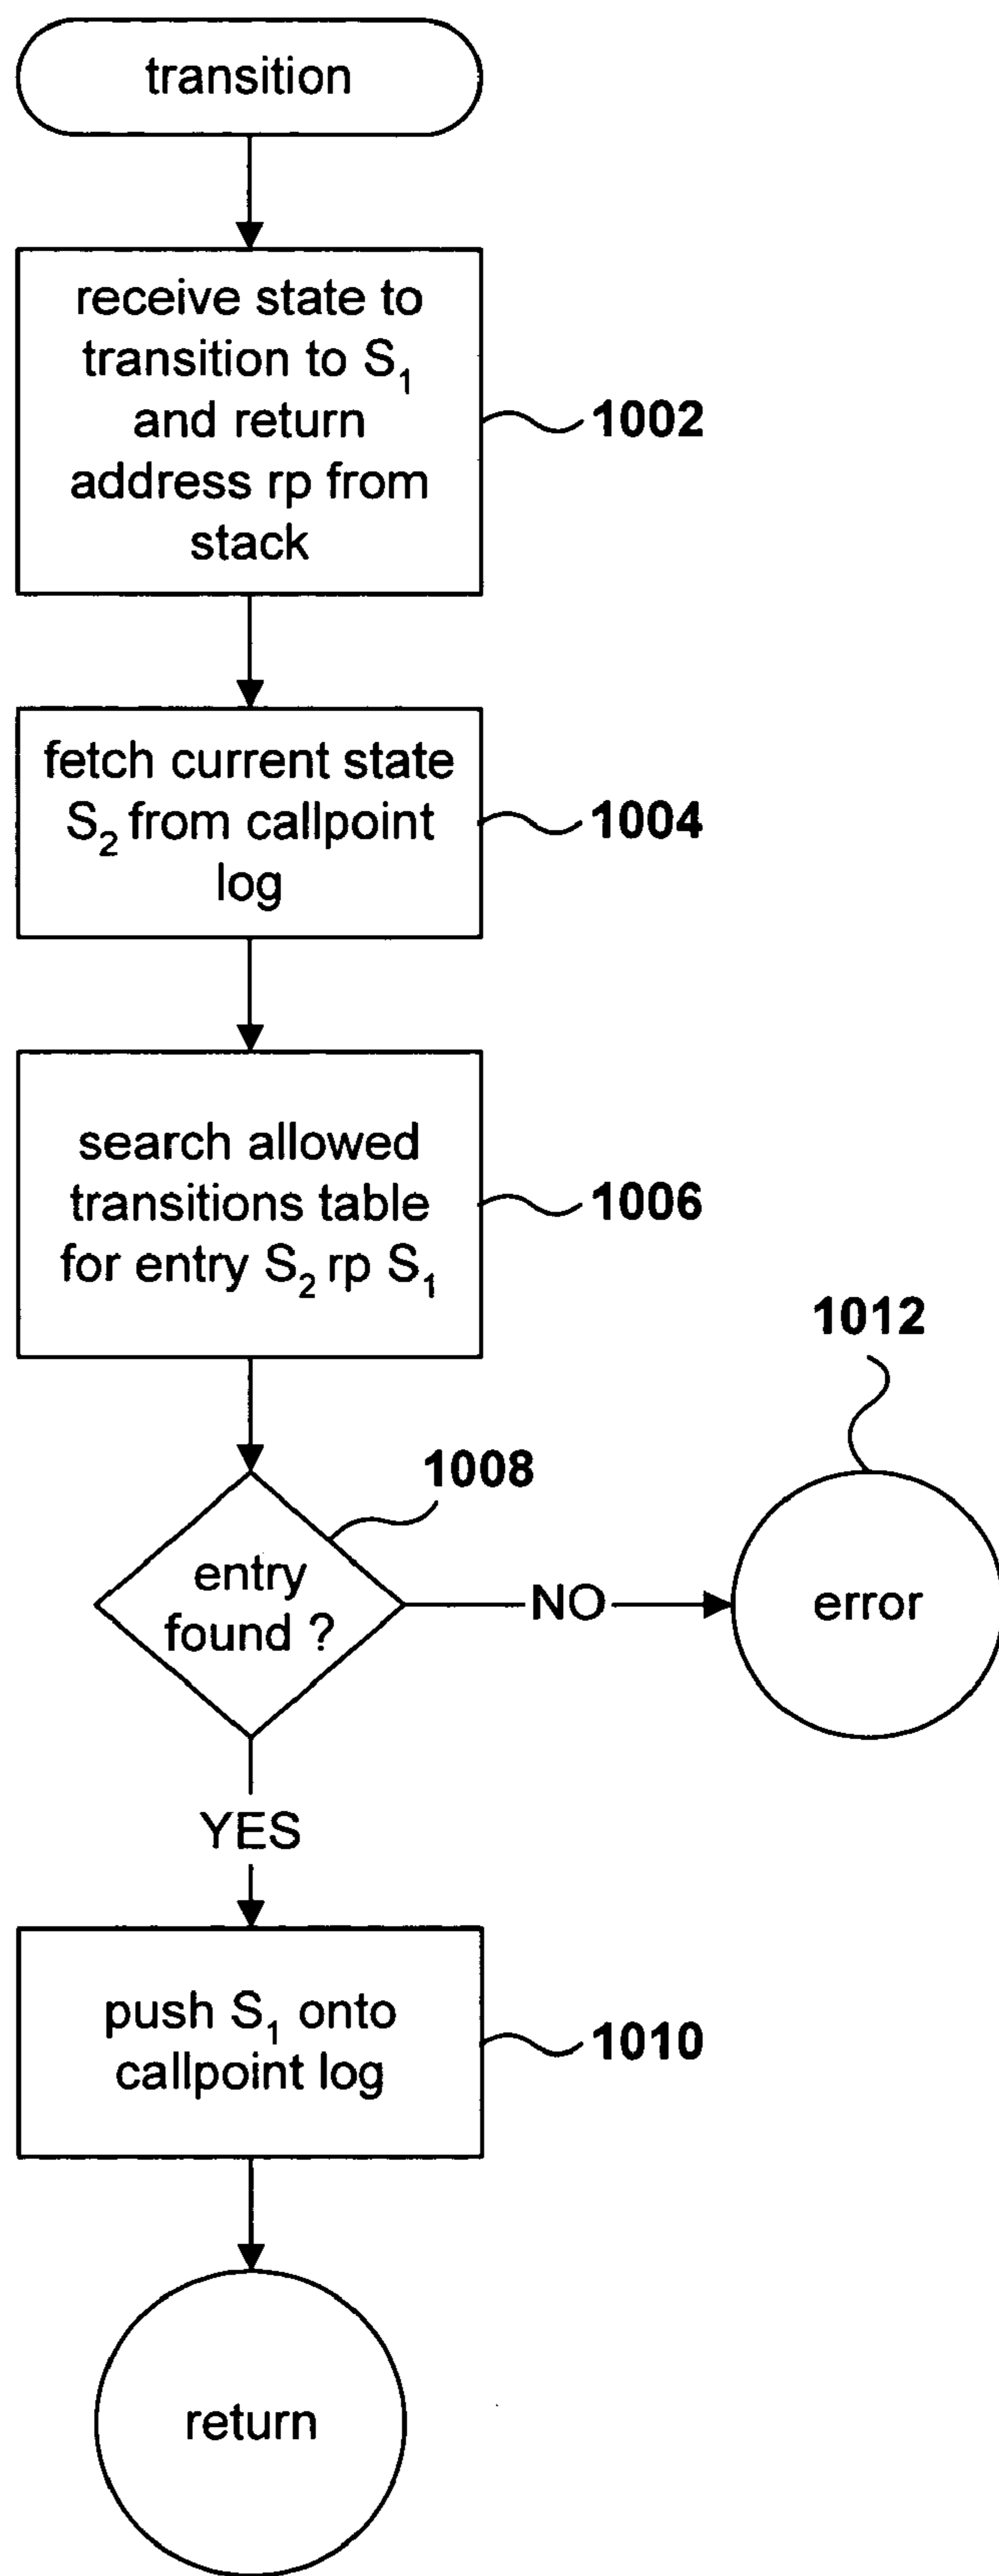 transition
receive state to
transition to S₁
and return
address rp from
stack
1002
fetch current state
S₂ from callpoint
log
1004
search allowed
transitions table
for entry S₂ rp S₁
1006
1012
1008
entry
found ?
NO
error
YES
push S₁ onto
callpoint log
1010
return